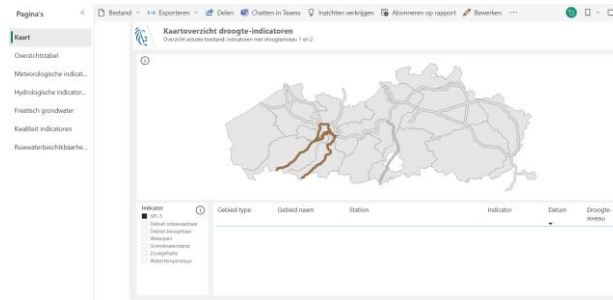 Pagina's
Bestand
Exporteren
Delen
Chatten in Teams
Inzichten verkrijgen
Abonneren op rapport
Bewerken
Kaart
Overzichtstabel
Meteorologische indicat...
Hydrologische indicator...
Freatisch grondwater
Kwaliteit indicatoren
Ruwwaterbeschikbaarhe...
Kaartoverzicht droogte-indicatoren
Overzicht actuele toestand: indicatoren met droogteniveau 1 en 2
Indicator
SPI-3
Debiet onbevaarbaar
Debiet bevaarbaar
Waterpeil
Grondwaterstand
Zoutgehalte
Watertemperatuur
Gebied type
Gebied naam
Station
Indicator
Datum
Droogte-
niveau